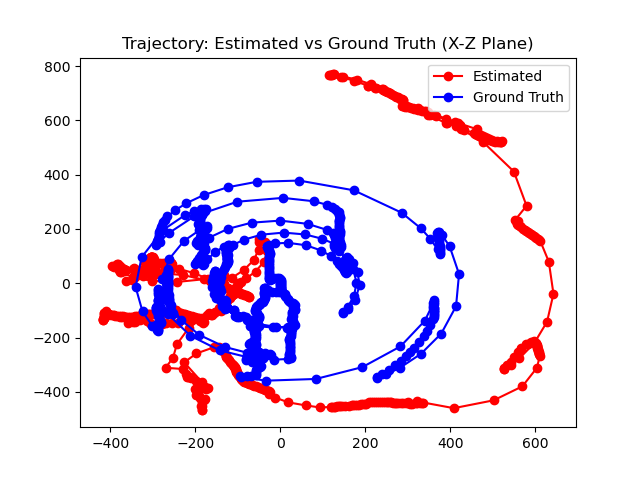 Trajectory: Estimated vs Ground Truth (X-Z Plane)
Estimated
Ground Truth
800
600
400
200
0
−200
−400
−400 −200 0 200 400 600